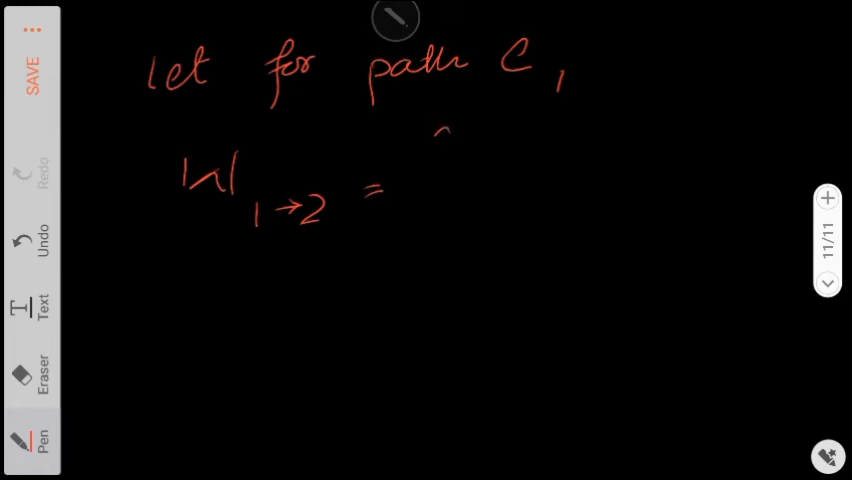 let for path C,
W 1→2 =
SAVE
Redo
Undo
Text
Eraser
Pen
11/11